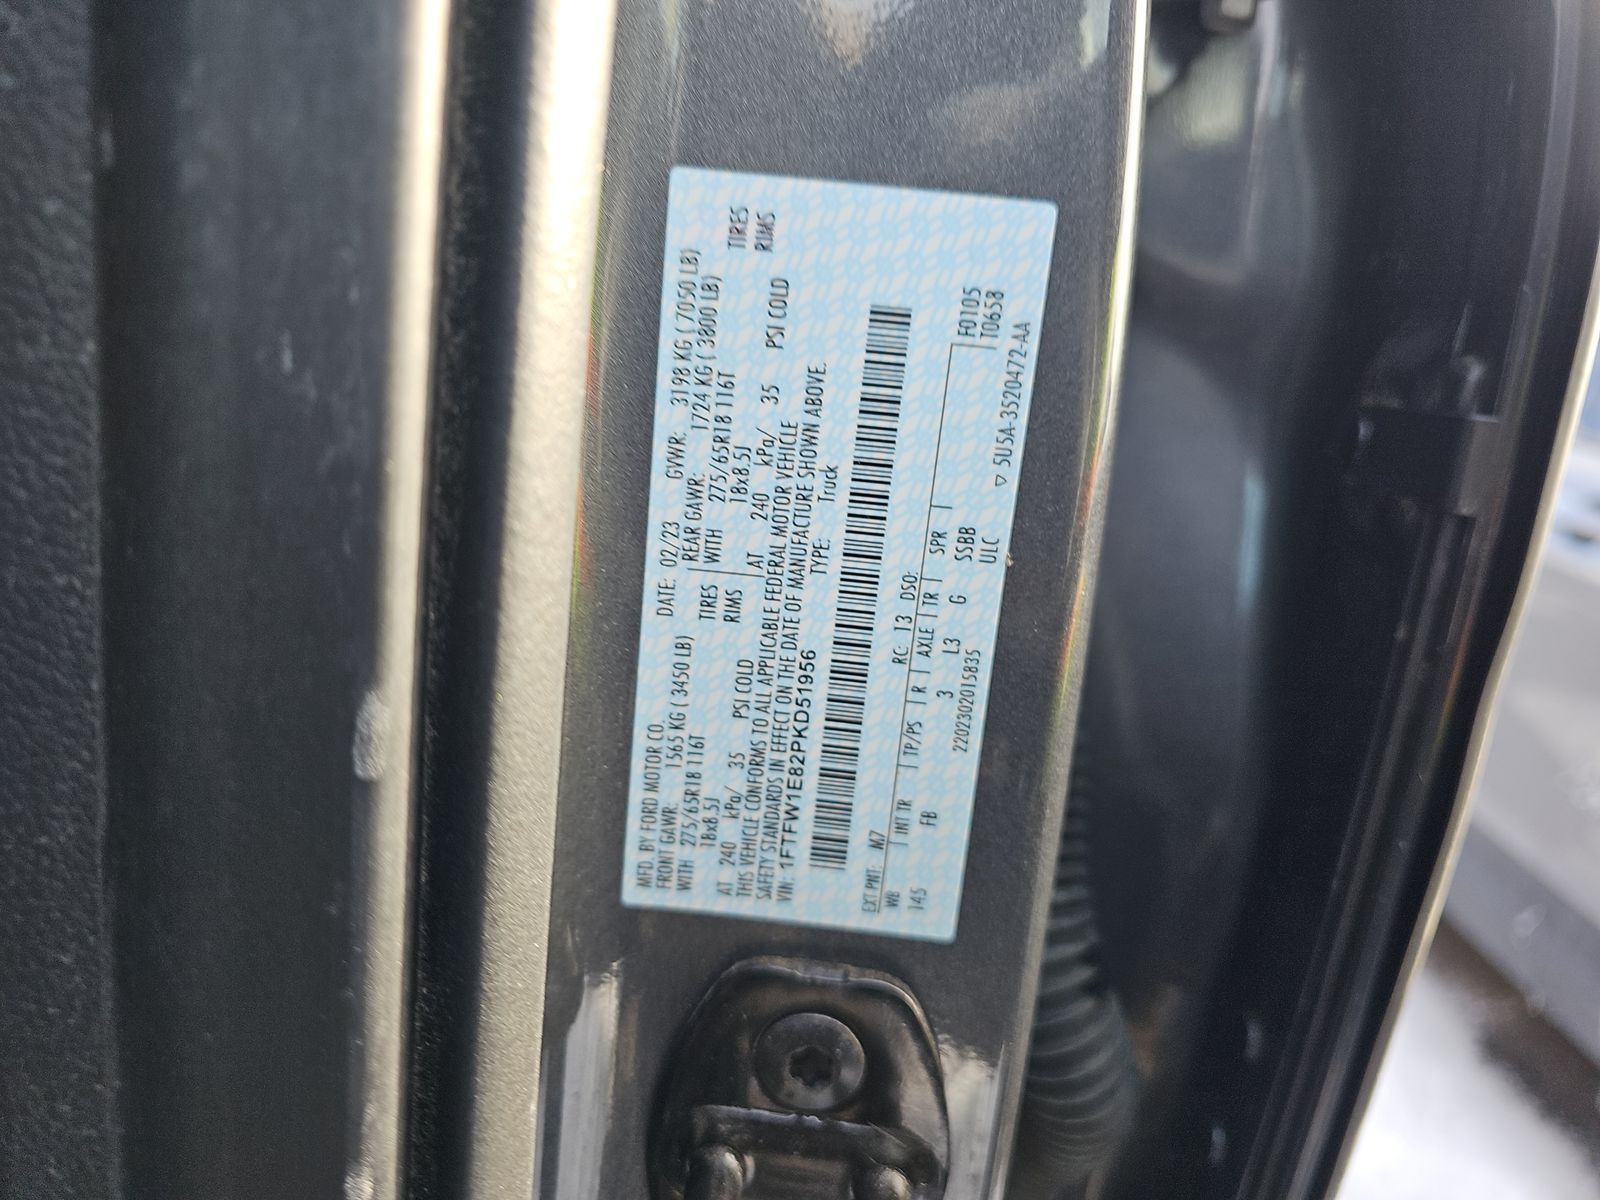 MFD. BY FORD MOTOR CO. DATE: 02/23 GVWR: 3198 KG ( 7050 LB)
FRONT GAWR: 1565 KG ( 3450 LB) REAR GAWR: 1724 KG ( 3800 LB)
WITH 275/65R18 116T TIRES WITH 275/65R18 116T TIRES
18x8.5J RIMS 18x8.5J RIMS
AT 240 kPa/ 35 PSI COLD AT 240 kPa/ 35 PSI COLD
THIS VEHICLE CONFORMS TO ALL APPLICABLE FEDERAL MOTOR VEHICLE
SAFETY STANDARDS IN EFFECT ON THE DATE OF MANUFACTURE SHOWN ABOVE.
VIN: 1FTFW1E82PKD51956 TYPE: Truck
EXT PNT: M7 RC: 13 DSO:
WB INT TR TP/PS R AXLE TR SPR F0105
145 FB 3 L3 G SSBB T0658
2202302015835 ULC
5U5A-3520472-AA